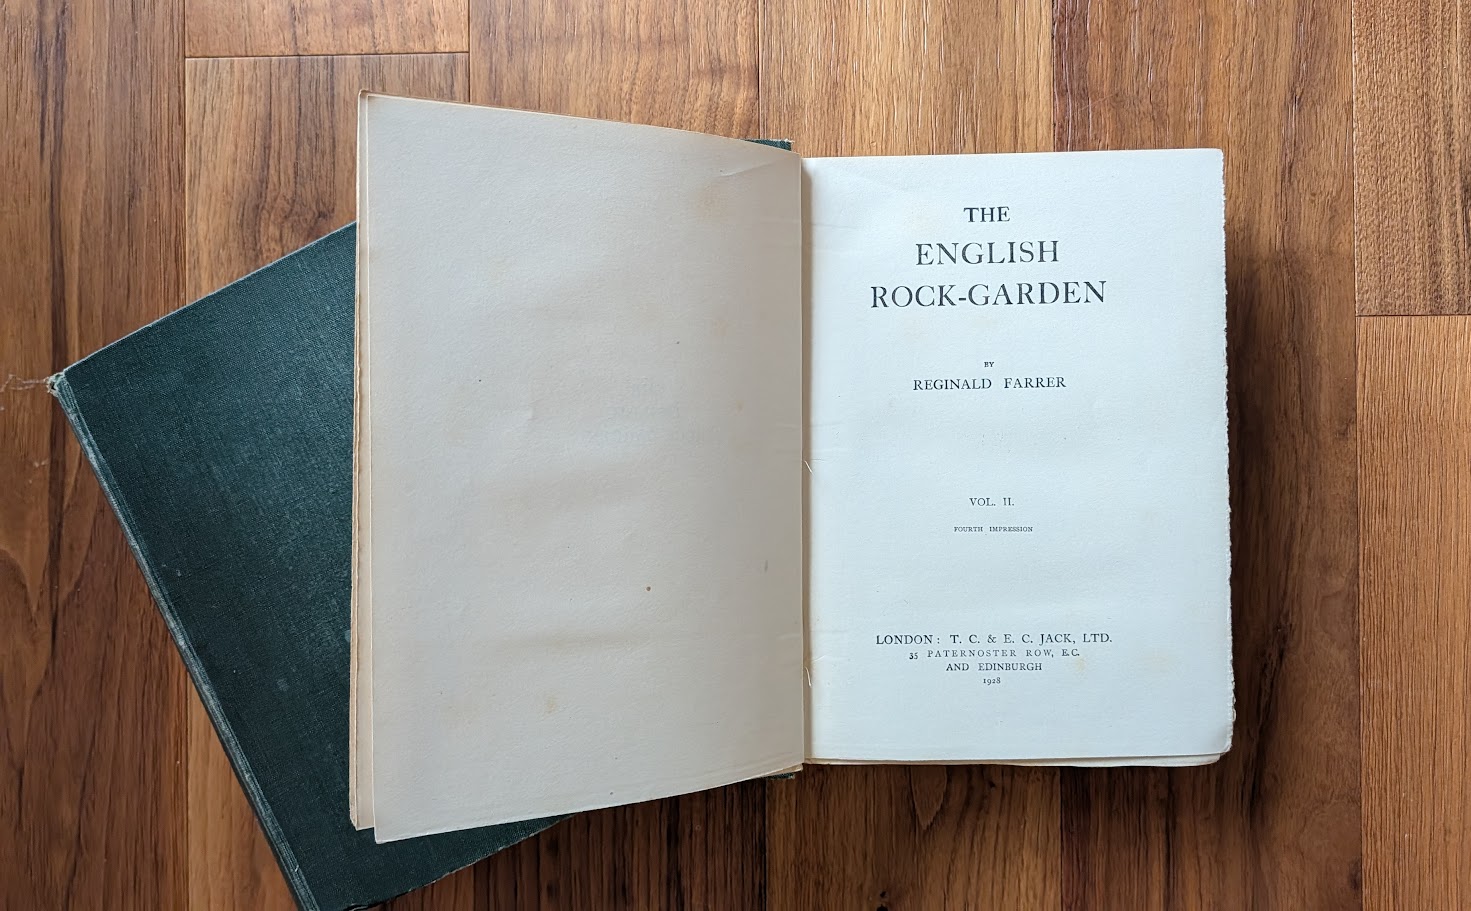 THE
ENGLISH
ROCK-GARDEN
BY
REGINALD FARRER
VOL. II.
FOURTH IMPRESSION
LONDON: T. C. & E. C. JACK, LTD.
35 PATERNOSTER ROW, E.C.
AND EDINBURGH
1928